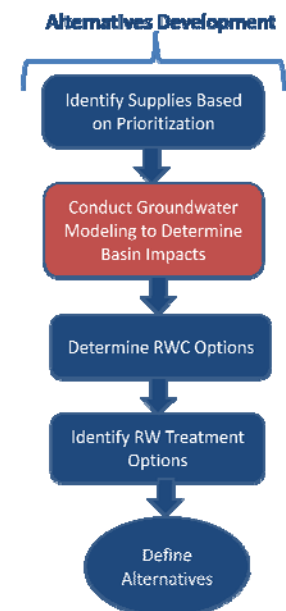 Alternatives Development
Identify Supplies Based
on Prioritization
Conduct Groundwater
Modeling to Determine
Basin Impacts
Determine RWC Options
Identify RW Treatment
Options
Define
Alternatives